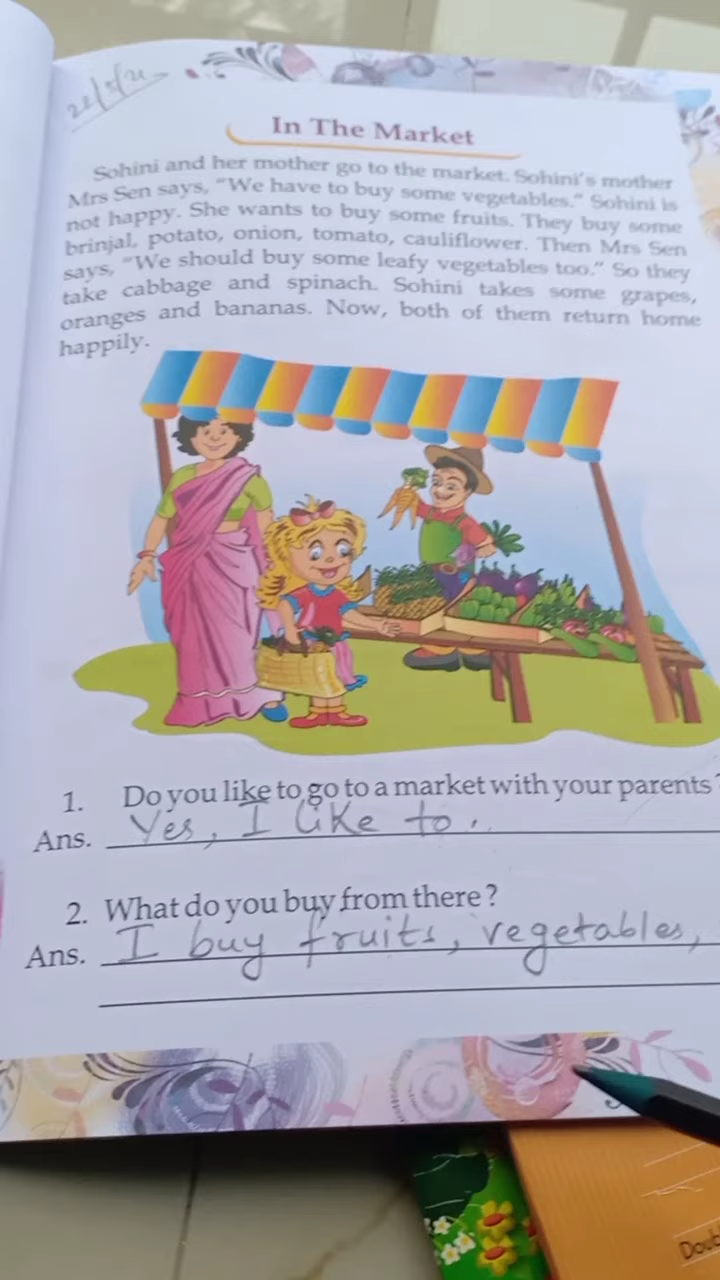 22/5/21
In The Market
Sohini and her mother go to the market. Sohini's mother
Mrs Sen says, "We have to buy some vegetables." Sohini is
not happy. She wants to buy some fruits. They buy some
brinjal, potato, onion, tomato, cauliflower. Then Mrs Sen
says, "We should buy some leafy vegetables too." So they
take cabbage and spinach. Sohini takes some grapes,
oranges and bananas. Now, both of them return home
happily.
1. Do you like to go to a market with your parents?
Ans. Yes, I like to.
2. What do you buy from there?
Ans. I buy fruits, vegetables,
Doub